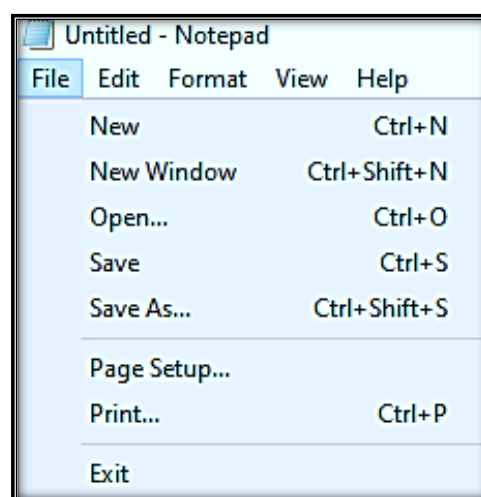 Untitled - Notepad
File Edit Format View Help
New Ctrl+N
New Window Ctrl+Shift+N
Open... Ctrl+O
Save Ctrl+S
Save As... Ctrl+Shift+S
Page Setup...
Print... Ctrl+P
Exit